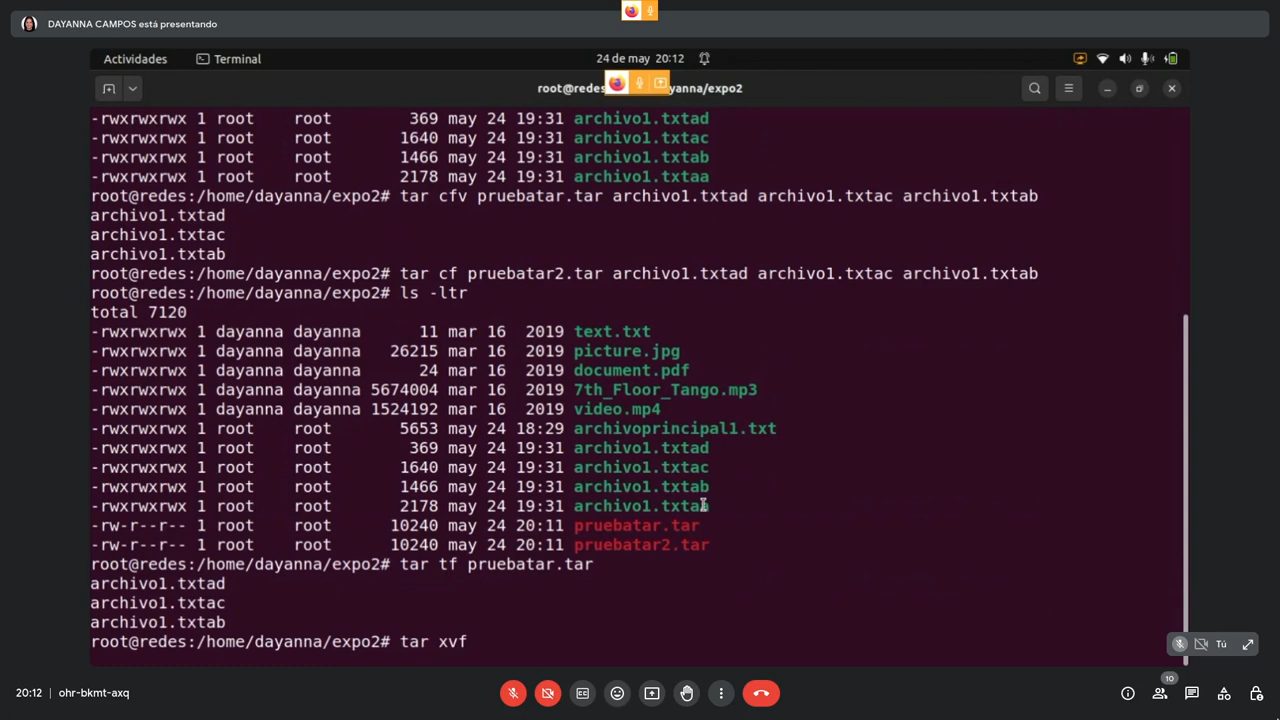 DAYANNA CAMPOS está presentando
Actividades Terminal 24 de may 20:12
root@redes ayanna/expo2
-rwxrwxrwx 1 root root 369 may 24 19:31 archivo1.txtad
-rwxrwxrwx 1 root root 1640 may 24 19:31 archivo1.txtac
-rwxrwxrwx 1 root root 1466 may 24 19:31 archivo1.txtab
-rwxrwxrwx 1 root root 2178 may 24 19:31 archivo1.txtaa
root@redes:/home/dayanna/expo2# tar cfv pruebatar.tar archivo1.txtad archivo1.txtac archivo1.txtab
archivo1.txtad
archivo1.txtac
archivo1.txtab
root@redes:/home/dayanna/expo2# tar cf pruebatar2.tar archivo1.txtad archivo1.txtac archivo1.txtab
root@redes:/home/dayanna/expo2# ls -ltr
total 7120
-rwxrwxrwx 1 dayanna dayanna 11 mar 16 2019 text.txt
-rwxrwxrwx 1 dayanna dayanna 26215 mar 16 2019 picture.jpg
-rwxrwxrwx 1 dayanna dayanna 24 mar 16 2019 document.pdf
-rwxrwxrwx 1 dayanna dayanna 5674004 mar 16 2019 7th_Floor_Tango.mp3
-rwxrwxrwx 1 dayanna dayanna 1524192 mar 16 2019 video.mp4
-rwxrwxrwx 1 root root 5653 may 24 18:29 archivoprincipal1.txt
-rwxrwxrwx 1 root root 369 may 24 19:31 archivo1.txtad
-rwxrwxrwx 1 root root 1640 may 24 19:31 archivo1.txtac
-rwxrwxrwx 1 root root 1466 may 24 19:31 archivo1.txtab
-rwxrwxrwx 1 root root 2178 may 24 19:31 archivo1.txtaa
-rw-r--r-- 1 root root 10240 may 24 20:11 pruebatar.tar
-rw-r--r-- 1 root root 10240 may 24 20:11 pruebatar2.tar
root@redes:/home/dayanna/expo2# tar tf pruebatar.tar
archivo1.txtad
archivo1.txtac
archivo1.txtab
root@redes:/home/dayanna/expo2# tar xvf
Tú
20:12 ohr-bkmt-axq
10